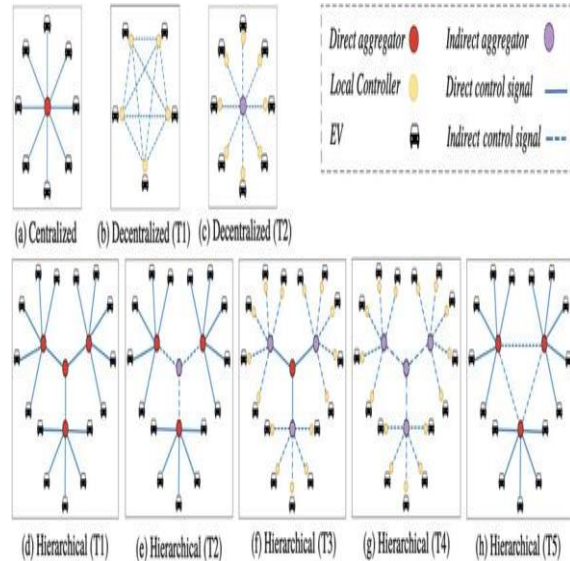 Direct aggregator
Indirect aggregator
Local Controller
Direct control signal
EV
Indirect control signal
(a) Centralized
(b) Decentralized (T1)
(c) Decentralized (T2)
(d) Hierarchical (T1)
(e) Hierarchical (T2)
(f) Hierarchical (T3)
(g) Hierarchical (T4)
(h) Hierarchical (T5)